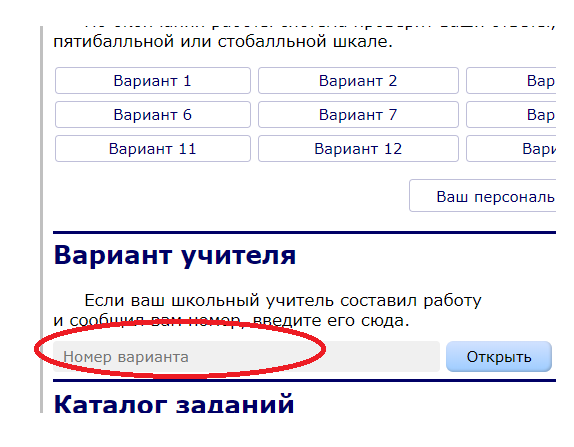 По окончании работы система проверит ваши ответы,
пятибалльной или стобалльной шкале.
Вариант 1 Вариант 2 Вар
Вариант 6 Вариант 7 Вар
Вариант 11 Вариант 12 Вари
Ваш персональ
Вариант учителя
Если ваш школьный учитель составил работу
и сообщил вам номер, введите его сюда.
Номер варианта Открыть
Каталог заданий